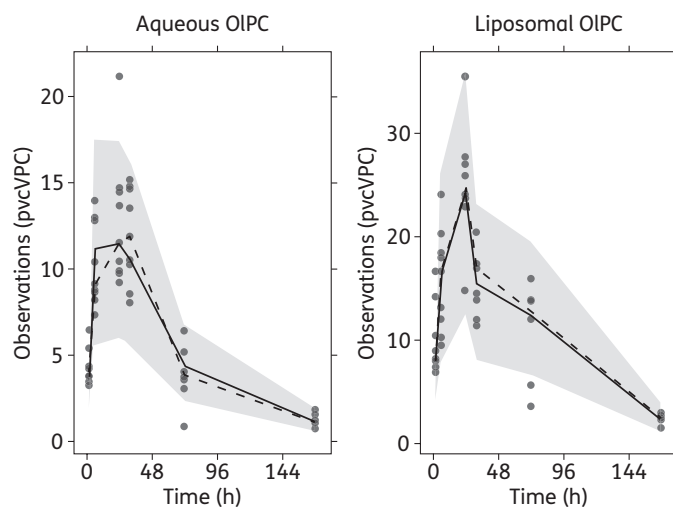 Aqueous OlPC
Liposomal OlPC
Observations (pvcVPC)
20
15
10
5
0
0 48 96 144
Time (h)
Observations (pvcVPC)
30
20
10
0
0 48 96 144
Time (h)